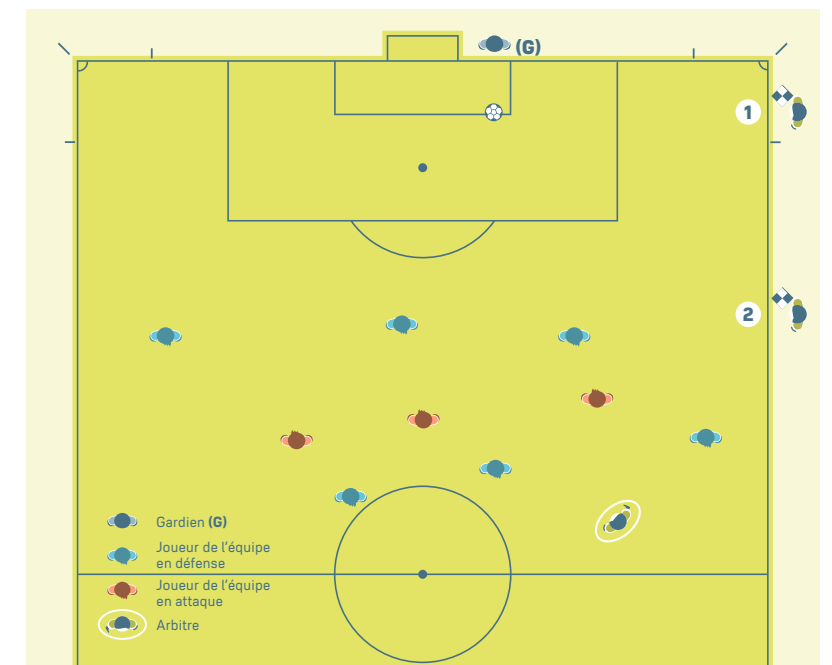 (G)
1
2
Gardien (G)
Joueur de l'équipe
en défense
Joueur de l'équipe
en attaque
Arbitre